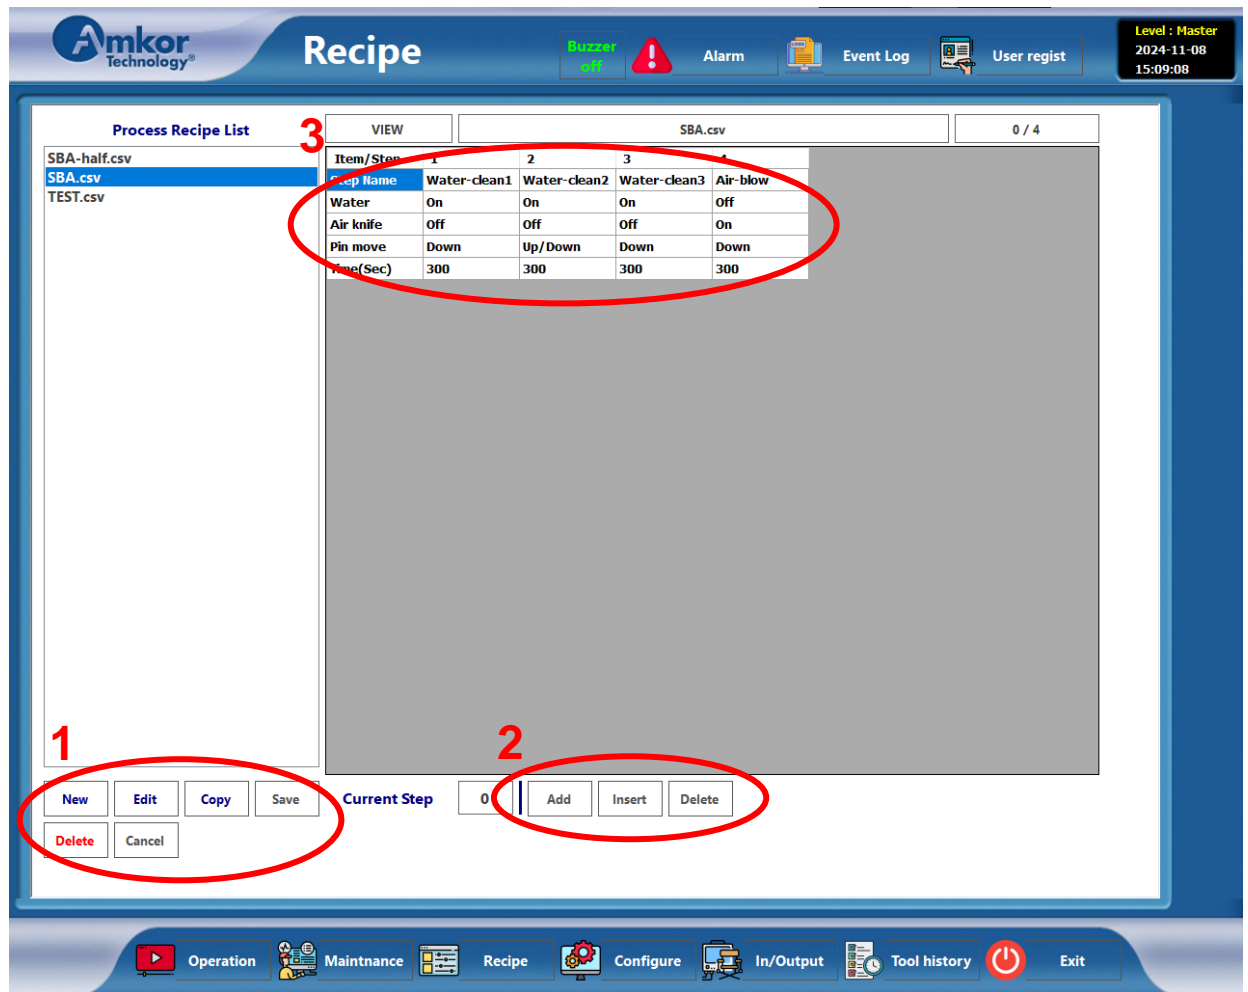 Amkor
Technology®
Recipe
Buzzer
off
Alarm
Event Log
User regist
Level : Master
2024-11-08
15:09:08
Process Recipe List
3
VIEW
SBA.csv
0 / 4
SBA-half.csv
SBA.csv
TEST.csv
Item/Step 1 2 3 4
Step Name Water-clean1 Water-clean2 Water-clean3 Air-blow
Water On On On Off
Air knife Off Off Off On
Pin move Down Up/Down Down Down
Time(Sec) 300 300 300 300
1
2
New Edit Copy Save
Current Step 0
Add Insert Delete
Delete Cancel
Operation
Maintnance
Recipe
Configure
In/Output
Tool history
Exit